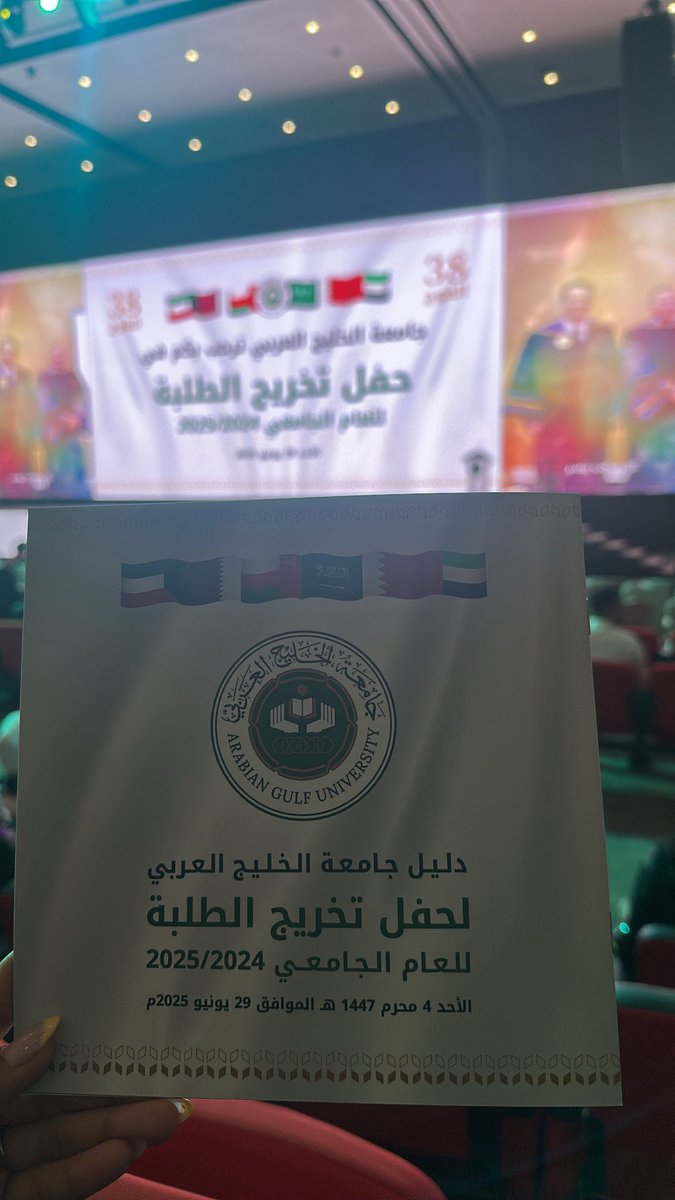 38
الفوج
38
الفوج
جامعة الخليج العربي ترحب بكم في
حفل تخريج الطلبة
للعام الجامعي 2025/2024
جامعة الخليج العربي
ARABIAN GULF UNIVERSITY
دليل جامعة الخليج العربي
لحفل تخريج الطلبة
للعام الجامعي 2025/2024
الأحد 4 محرم 1447 هـ الموافق 29 يونيو 2025م